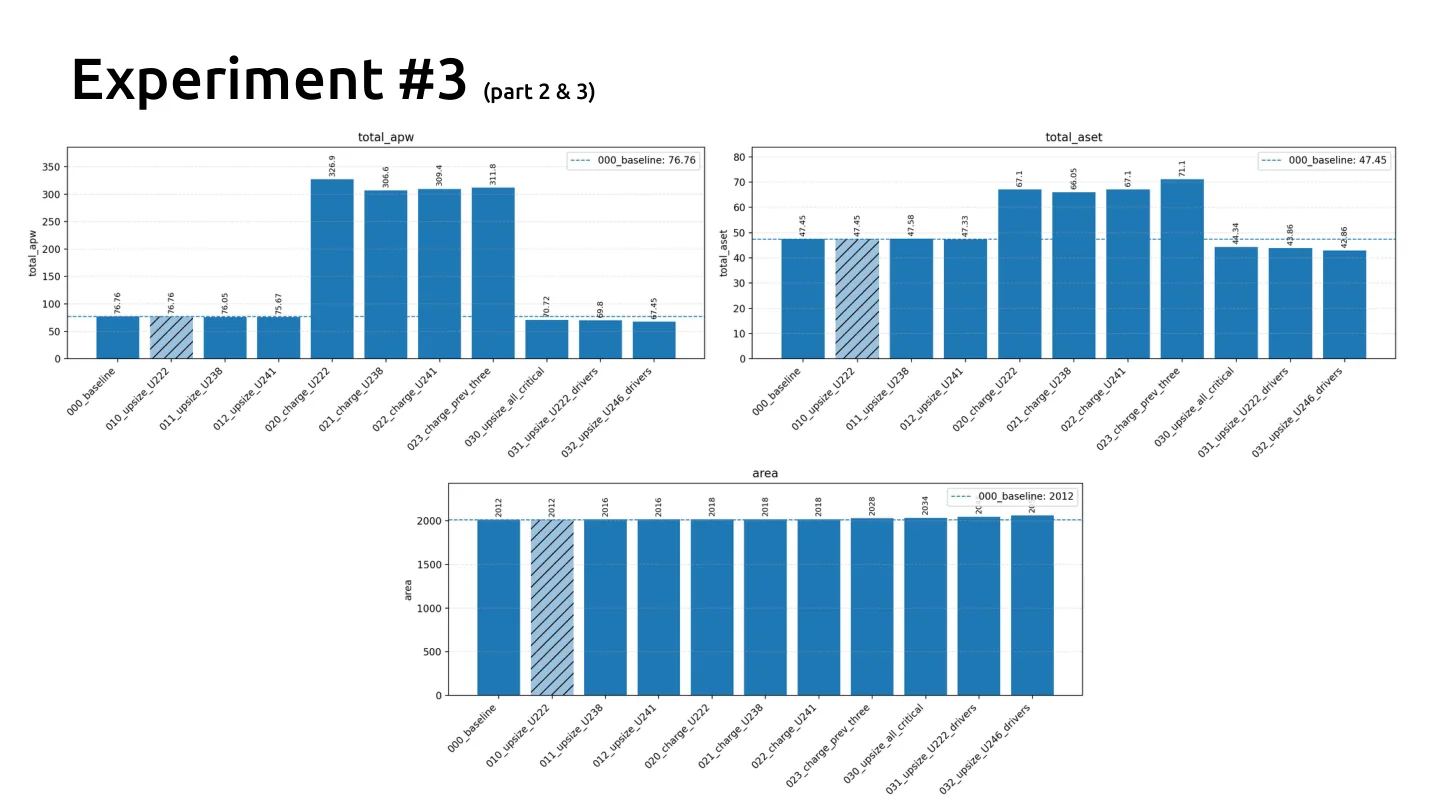 Experiment #3 (part 2 & 3)
total_apw
000_baseline: 76.76
total_apw
350
300
250
200
150
100
50
0
76.76
76.76
76.05
75.67
326.9
306.6
309.4
311.8
70.72
69.8
67.45
000_baseline
010_upsize_U222
011_upsize_U238
012_upsize_U241
020_charge_U222
021_charge_U238
022_charge_U241
023_charge_prev_three
030_upsize_all_critical
031_upsize_U222_drivers
032_upsize_U246_drivers
total_aset
000_baseline: 47.45
total_aset
80
70
60
50
40
30
20
10
0
47.45
47.45
47.58
47.33
67.1
66.05
67.1
71.1
44.34
43.86
42.86
000_baseline
010_upsize_U222
011_upsize_U238
012_upsize_U241
020_charge_U222
021_charge_U238
022_charge_U241
023_charge_prev_three
030_upsize_all_critical
031_upsize_U222_drivers
032_upsize_U246_drivers
area
000_baseline: 2012
area
2000
1500
1000
500
0
2012
2012
2016
2016
2018
2018
2018
2028
2034
000_baseline
010_upsize_U222
011_upsize_U238
012_upsize_U241
020_charge_U222
021_charge_U238
022_charge_U241
023_charge_prev_three
030_upsize_all_critical
031_upsize_U222_drivers
032_upsize_U246_drivers